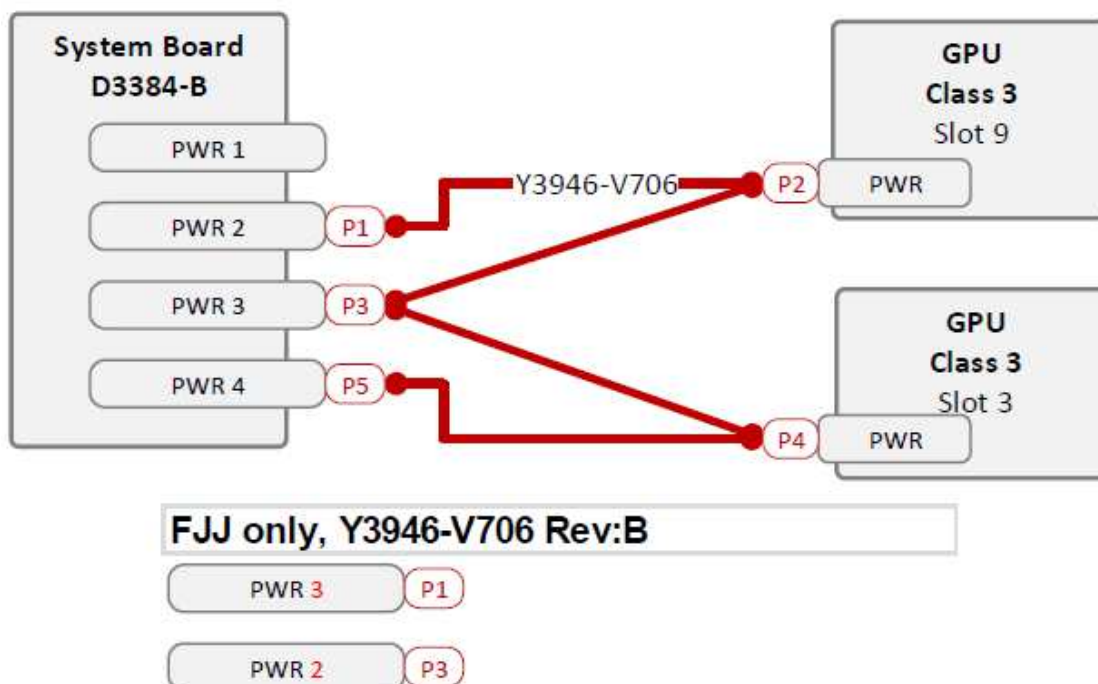 System Board
D3384-B
PWR 1
PWR 2
P1
PWR 3
P3
PWR 4
P5
Y3946-V706
GPU
Class 3
Slot 9
P2
PWR
GPU
Class 3
Slot 3
P4
PWR
FJJ only, Y3946-V706 Rev:B
PWR 3
P1
PWR 2
P3